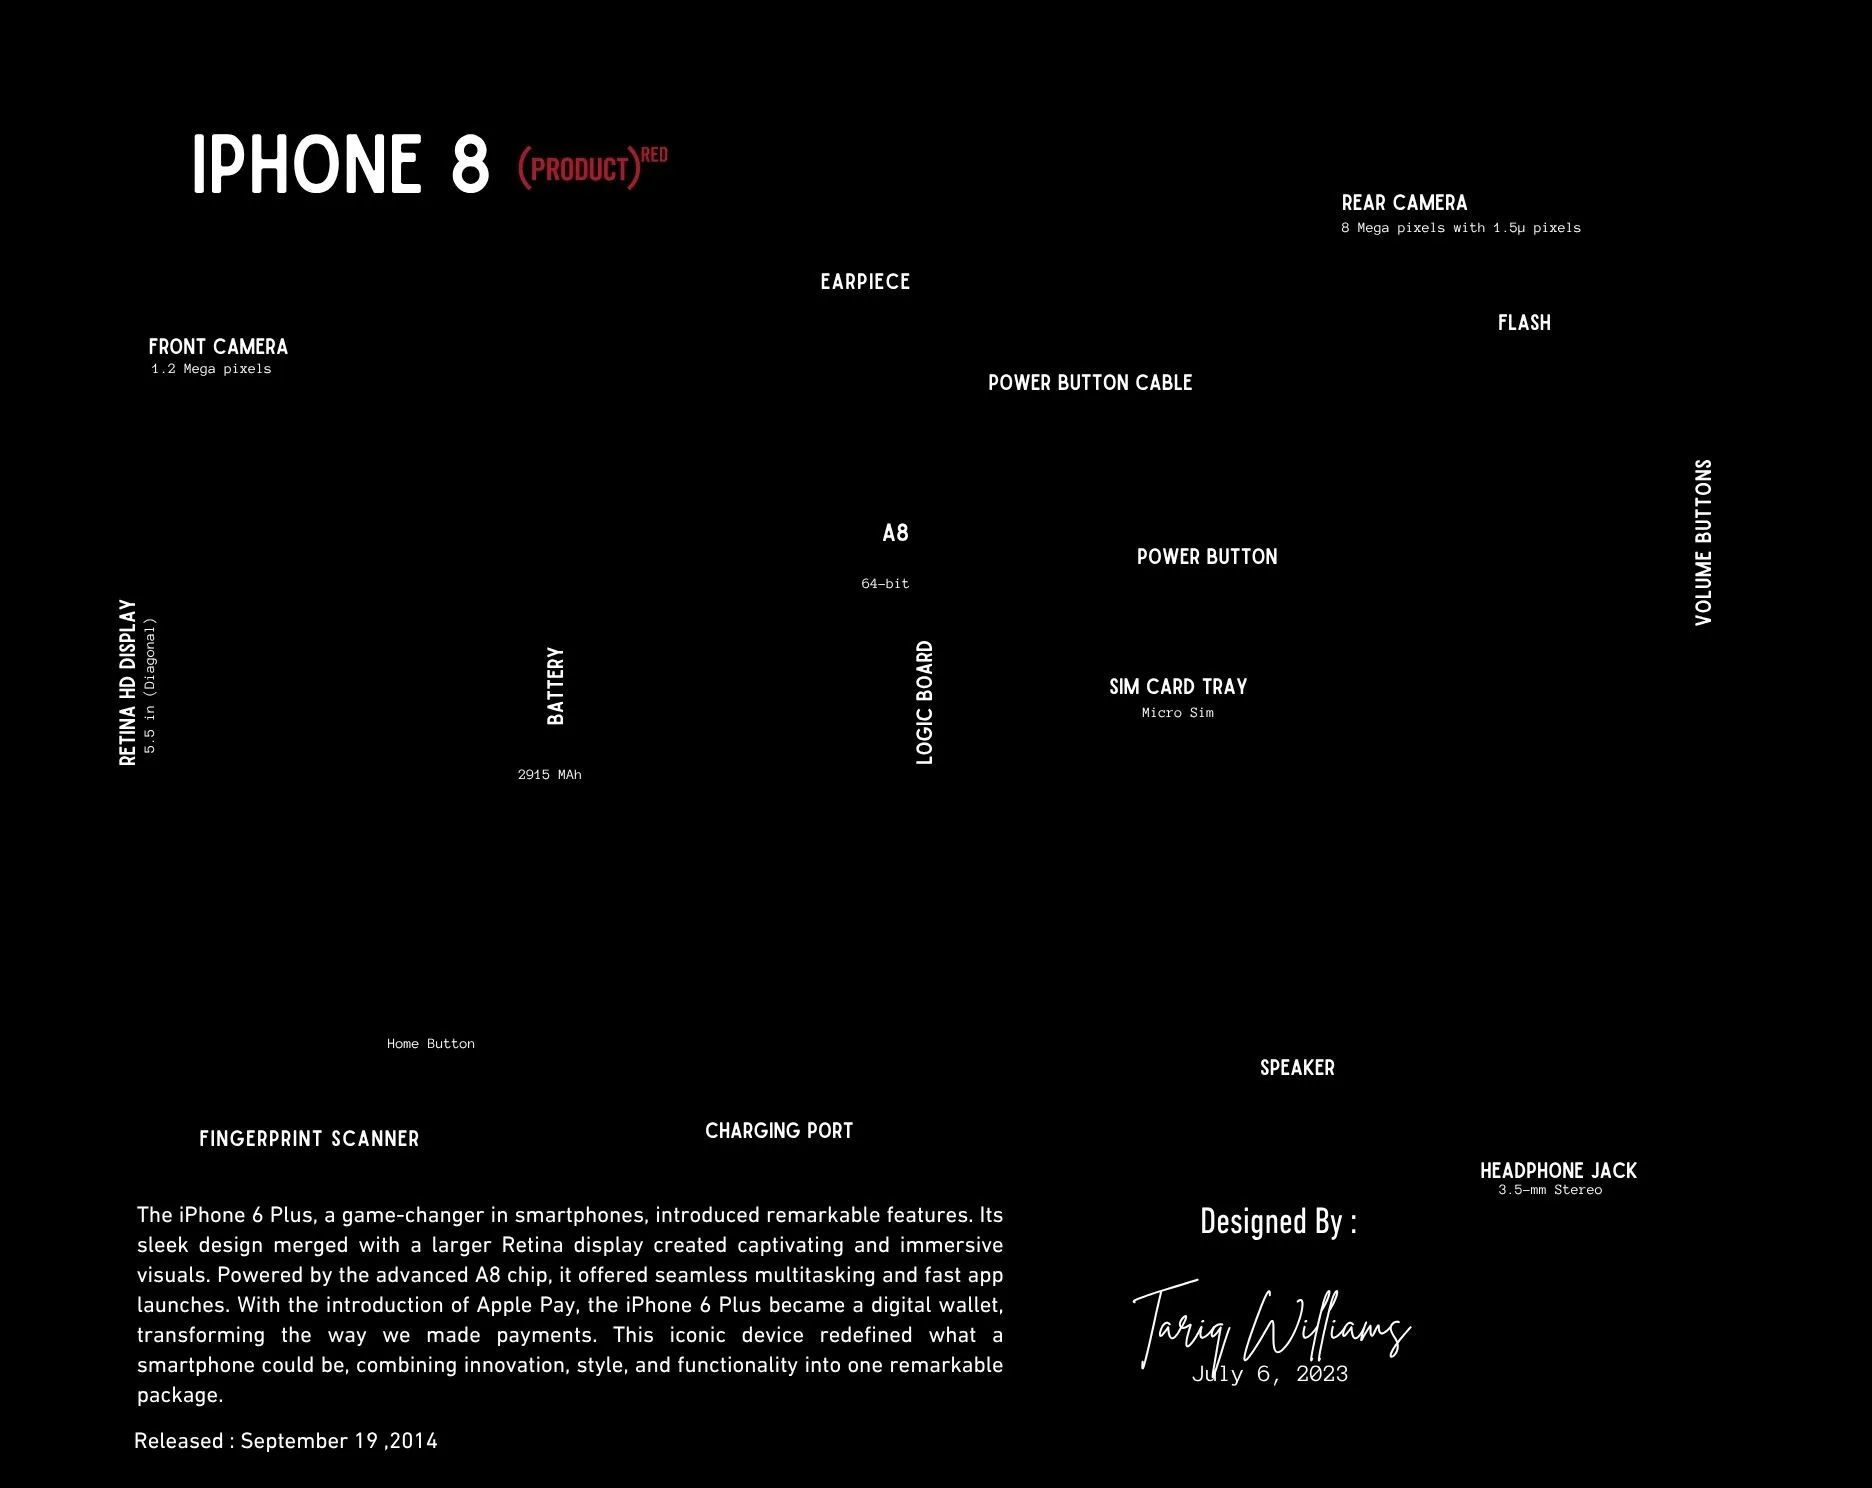 IPHONE 8 (PRODUCT)RED
REAR CAMERA
8 Mega pixels with 1.5µ pixels
EARPIECE
FLASH
FRONT CAMERA
1.2 Mega pixels
POWER BUTTON CABLE
VOLUME BUTTONS
A8
64-bit
POWER BUTTON
RETINA HD DISPLAY
5.5 in (Diagonal)
BATTERY
2915 MAh
LOGIC BOARD
SIM CARD TRAY
Micro Sim
Home Button
SPEAKER
FINGERPRINT SCANNER
CHARGING PORT
HEADPHONE JACK
3.5-mm Stereo
The iPhone 6 Plus, a game-changer in smartphones, introduced remarkable features. Its
sleek design merged with a larger Retina display created captivating and immersive
visuals. Powered by the advanced A8 chip, it offered seamless multitasking and fast app
launches. With the introduction of Apple Pay, the iPhone 6 Plus became a digital wallet,
transforming the way we made payments. This iconic device redefined what a
smartphone could be, combining innovation, style, and functionality into one remarkable
package.
Released : September 19 ,2014
Designed By :
Tariq Williams
July 6, 2023